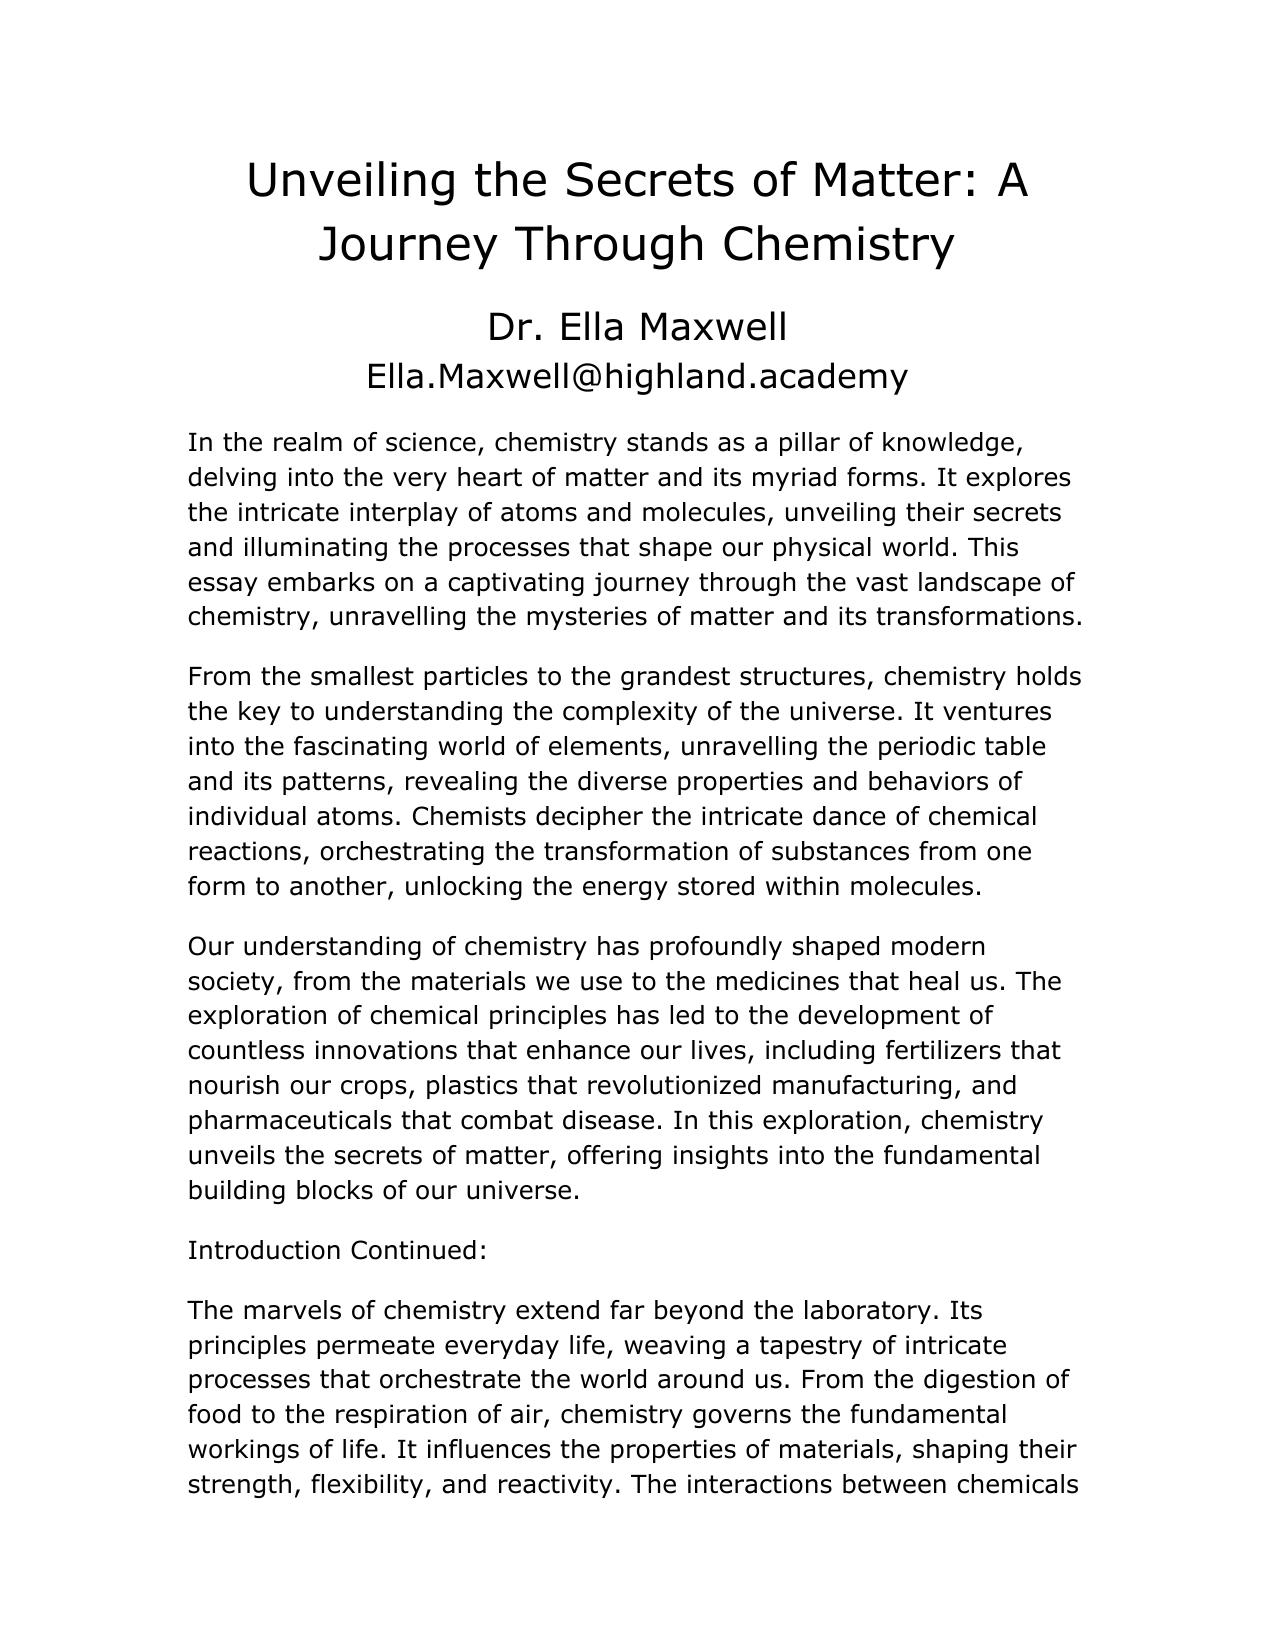 Unveiling the Secrets of Matter: A
Journey Through Chemistry
Dr. Ella Maxwell
Ella.Maxwell@highland.academy
In the realm of science, chemistry stands as a pillar of knowledge,
delving into the very heart of matter and its myriad forms. It explores
the intricate interplay of atoms and molecules, unveiling their secrets
and illuminating the processes that shape our physical world. This
essay embarks on a captivating journey through the vast landscape of
chemistry, unravelling the mysteries of matter and its transformations.
From the smallest particles to the grandest structures, chemistry holds
the key to understanding the complexity of the universe. It ventures
into the fascinating world of elements, unravelling the periodic table
and its patterns, revealing the diverse properties and behaviors of
individual atoms. Chemists decipher the intricate dance of chemical
reactions, orchestrating the transformation of substances from one
form to another, unlocking the energy stored within molecules.
Our understanding of chemistry has profoundly shaped modern
society, from the materials we use to the medicines that heal us. The
exploration of chemical principles has led to the development of
countless innovations that enhance our lives, including fertilizers that
nourish our crops, plastics that revolutionized manufacturing, and
pharmaceuticals that combat disease. In this exploration, chemistry
unveils the secrets of matter, offering insights into the fundamental
building blocks of our universe.
Introduction Continued:
The marvels of chemistry extend far beyond the laboratory. Its
principles permeate everyday life, weaving a tapestry of intricate
processes that orchestrate the world around us. From the digestion of
food to the respiration of air, chemistry governs the fundamental
workings of life. It influences the properties of materials, shaping their
strength, flexibility, and reactivity. The interactions between chemicals